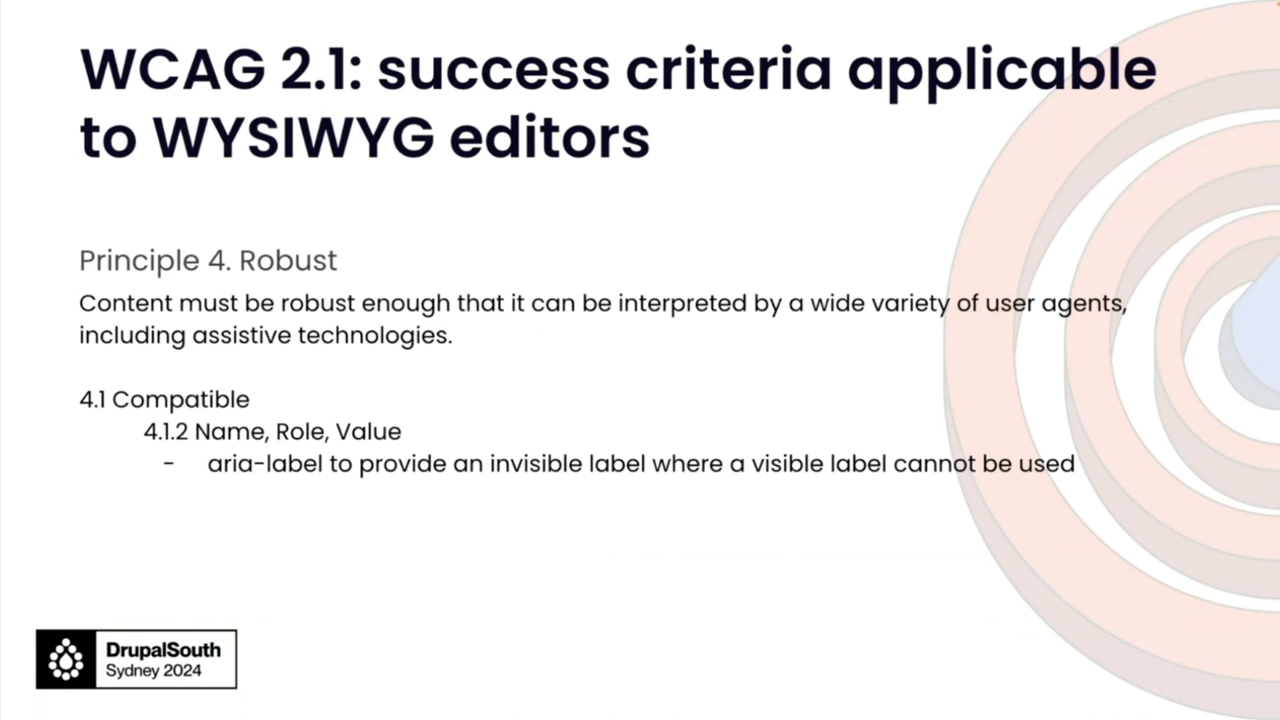 WCAG 2.1: success criteria applicable
to WYSIWYG editors
Principle 4. Robust
Content must be robust enough that it can be interpreted by a wide variety of user agents,
including assistive technologies.
4.1 Compatible
4.1.2 Name, Role, Value
- aria-label to provide an invisible label where a visible label cannot be used
DrupalSouth
Sydney 2024